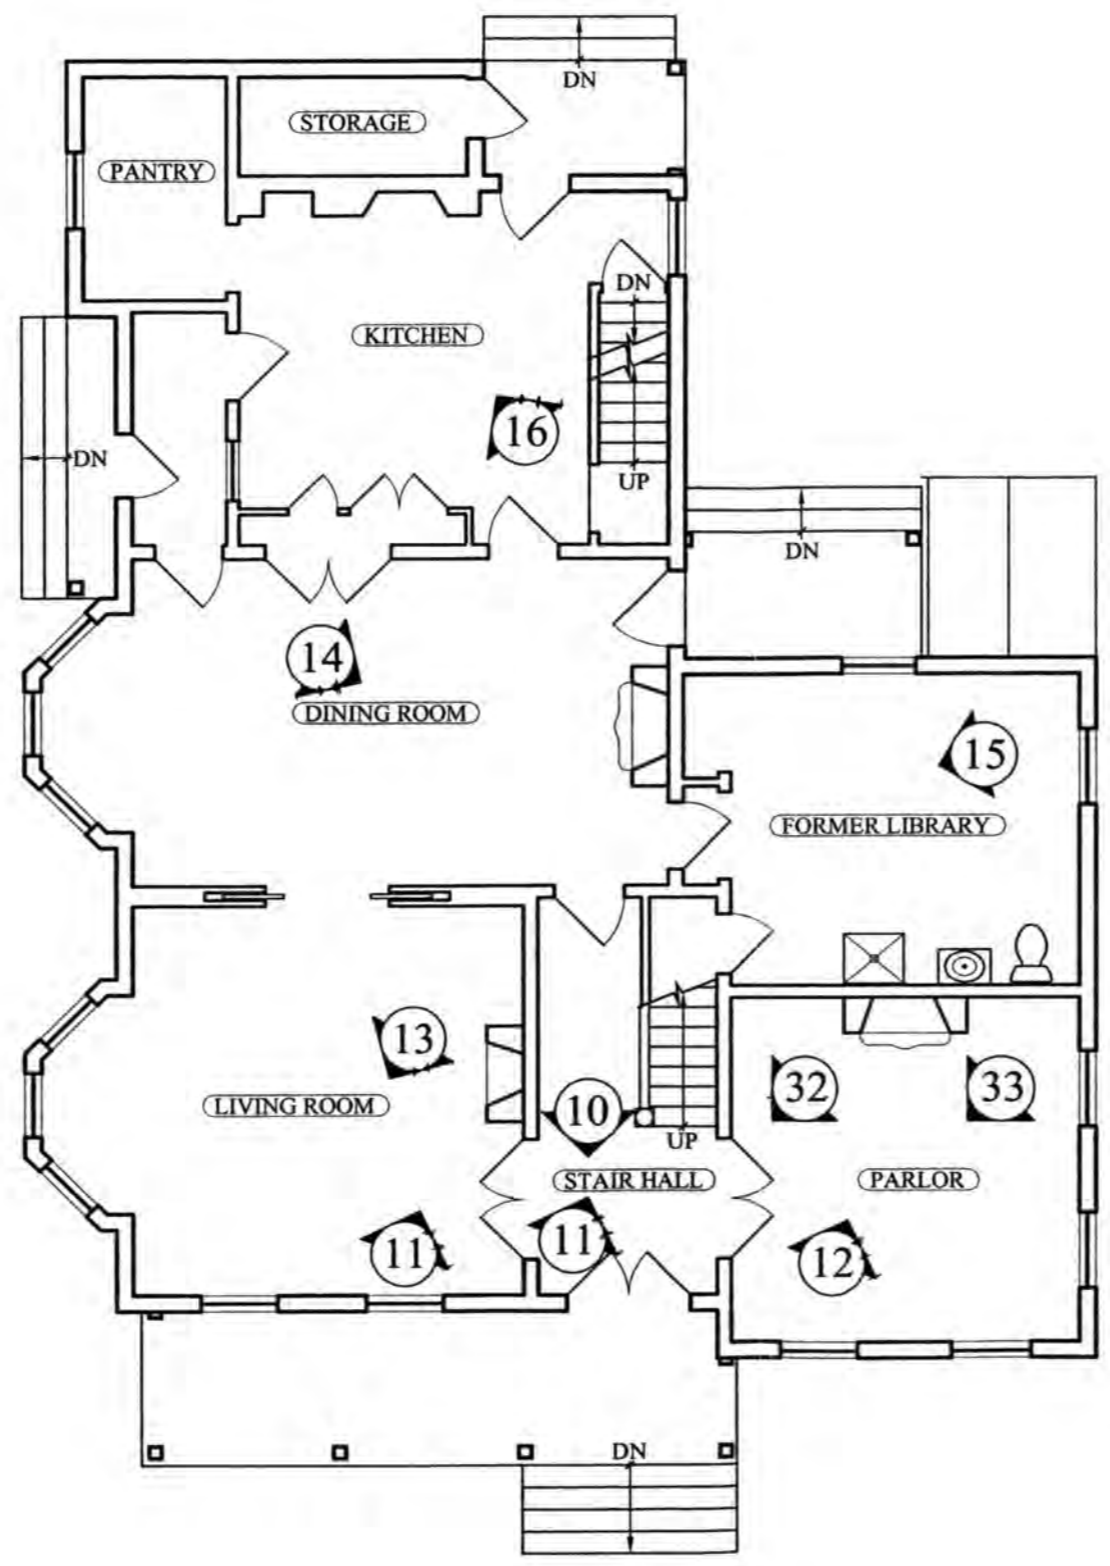 DN
STORAGE
PANTRY
DN
KITCHEN
16
DN
UP
DN
14
DINING ROOM
15
FORMER LIBRARY
13
32
33
LIVING ROOM
10
UP
STAIR HALL
PARLOR
11
11
12
DN